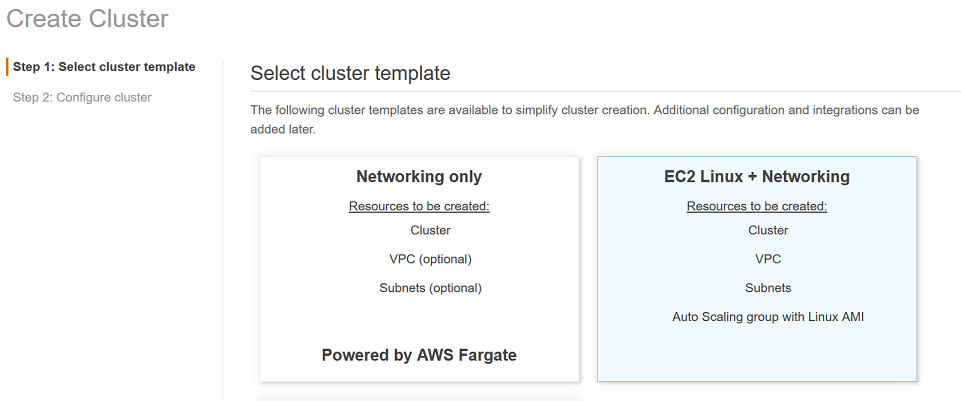 Create Cluster
Step 1: Select cluster template
Step 2: Configure cluster
Select cluster template
The following cluster templates are available to simplify cluster creation. Additional configuration and integrations can be
added later.
Networking only
Resources to be created:
Cluster
VPC (optional)
Subnets (optional)
Powered by AWS Fargate
EC2 Linux + Networking
Resources to be created:
Cluster
VPC
Subnets
Auto Scaling group with Linux AMI